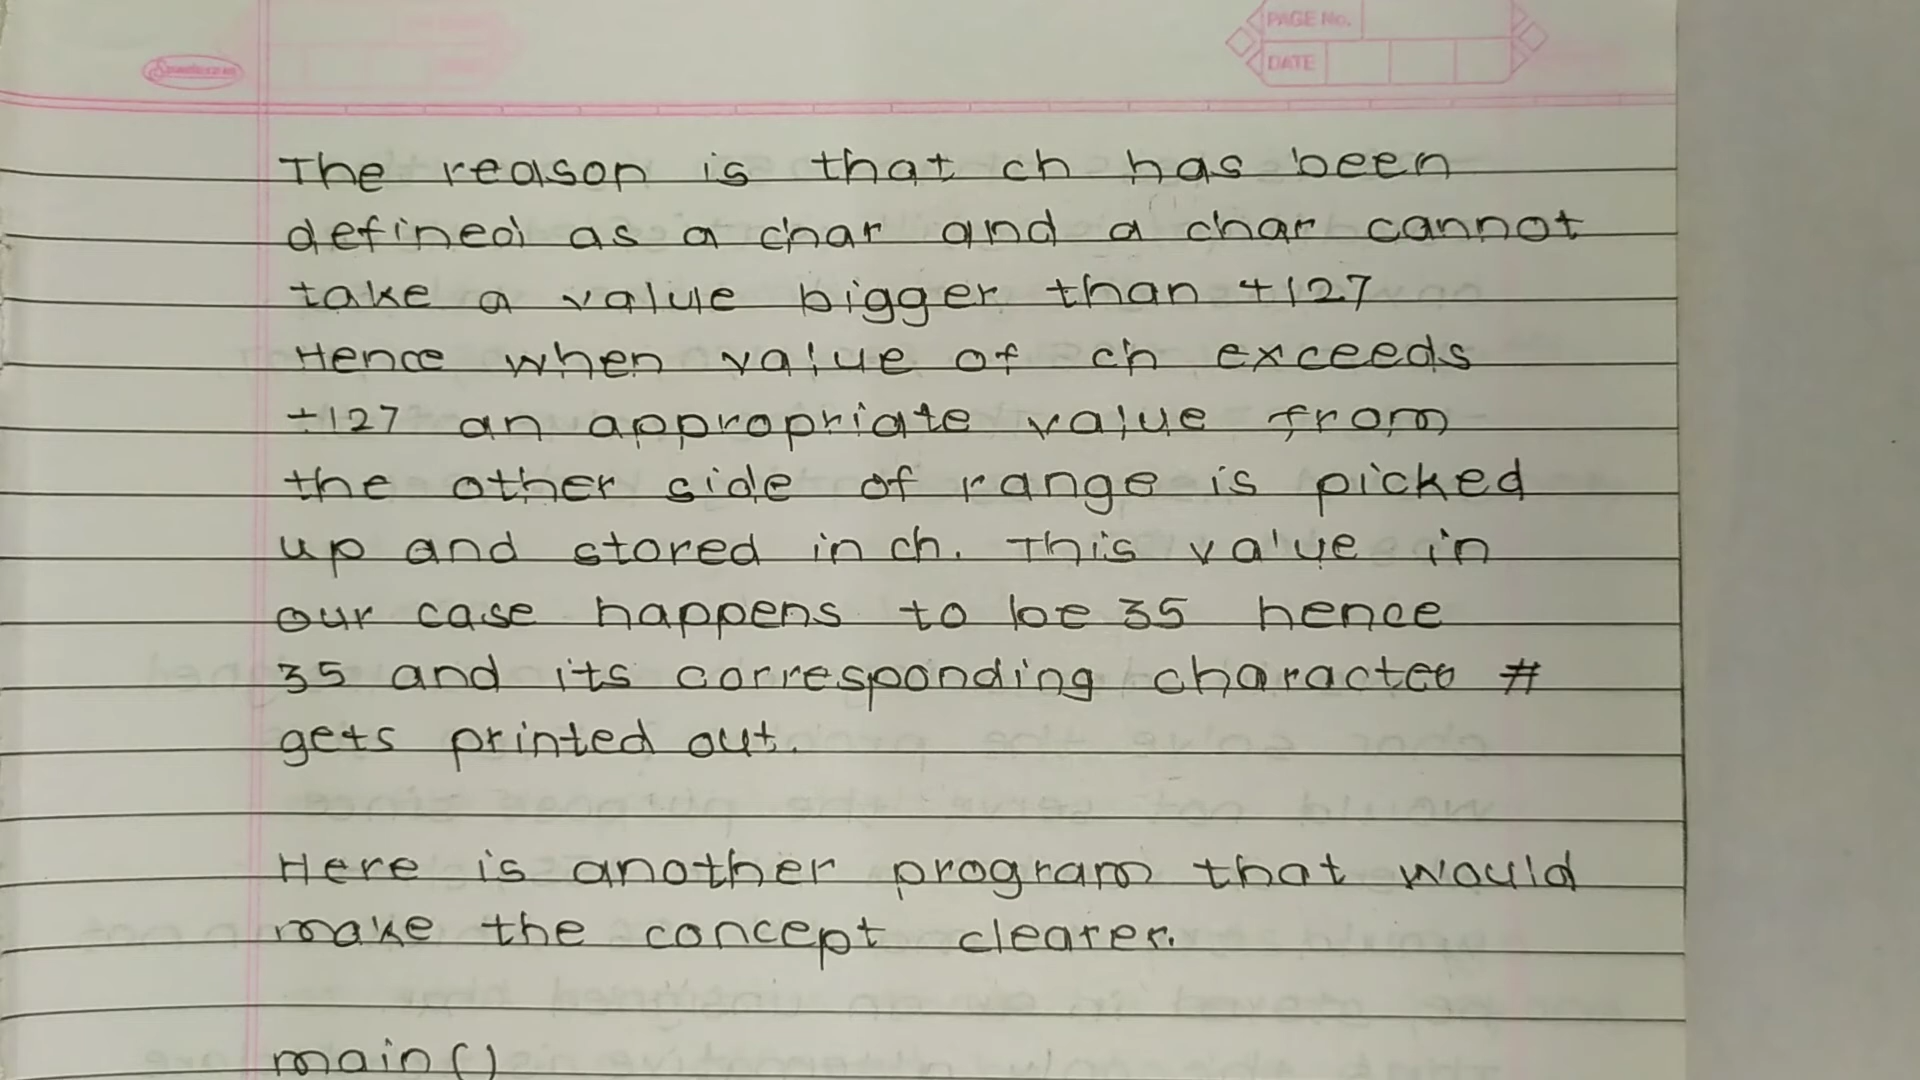 PAGE No.
DATE
The reason is that ch has been
defined as a char and a char cannot
take a value bigger than +127
Hence when value of ch exceeds
+127 an appropriate value from
the other side of range is picked
up and stored in ch. This value in
our case happens to be 35 hence
35 and its corresponding character #
gets printed out.
Here is another program that would
make the concept clearer.
main()